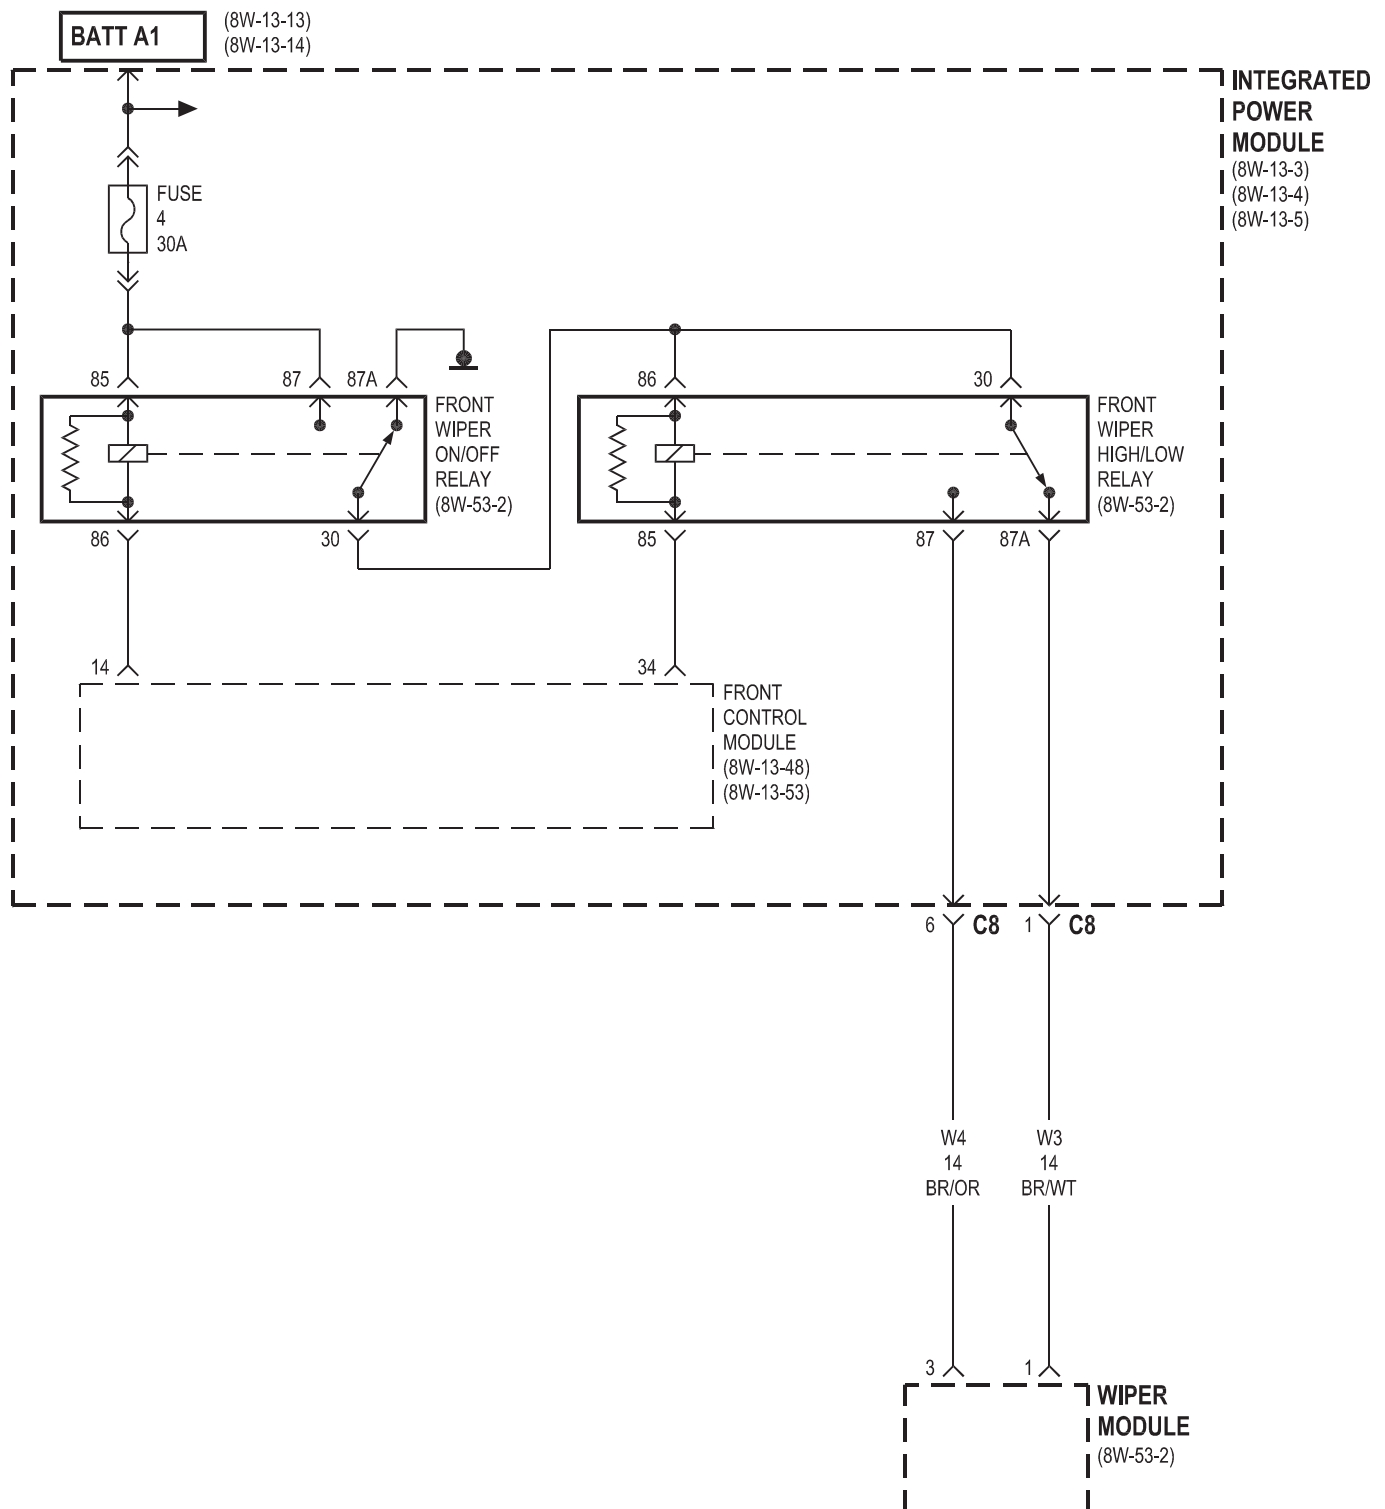 BATT A1
(8W-13-13)
(8W-13-14)
INTEGRATED
POWER
MODULE
(8W-13-3)
(8W-13-4)
(8W-13-5)
FUSE
4
30A
85
87
87A
86
30
FRONT
WIPER
ON/OFF
RELAY
(8W-53-2)
FRONT
WIPER
HIGH/LOW
RELAY
(8W-53-2)
86
30
85
87
87A
14
34
FRONT
CONTROL
MODULE
(8W-13-48)
(8W-13-53)
6
C8
1
C8
W4
14
BR/OR
W3
14
BR/WT
3
1
WIPER
MODULE
(8W-53-2)